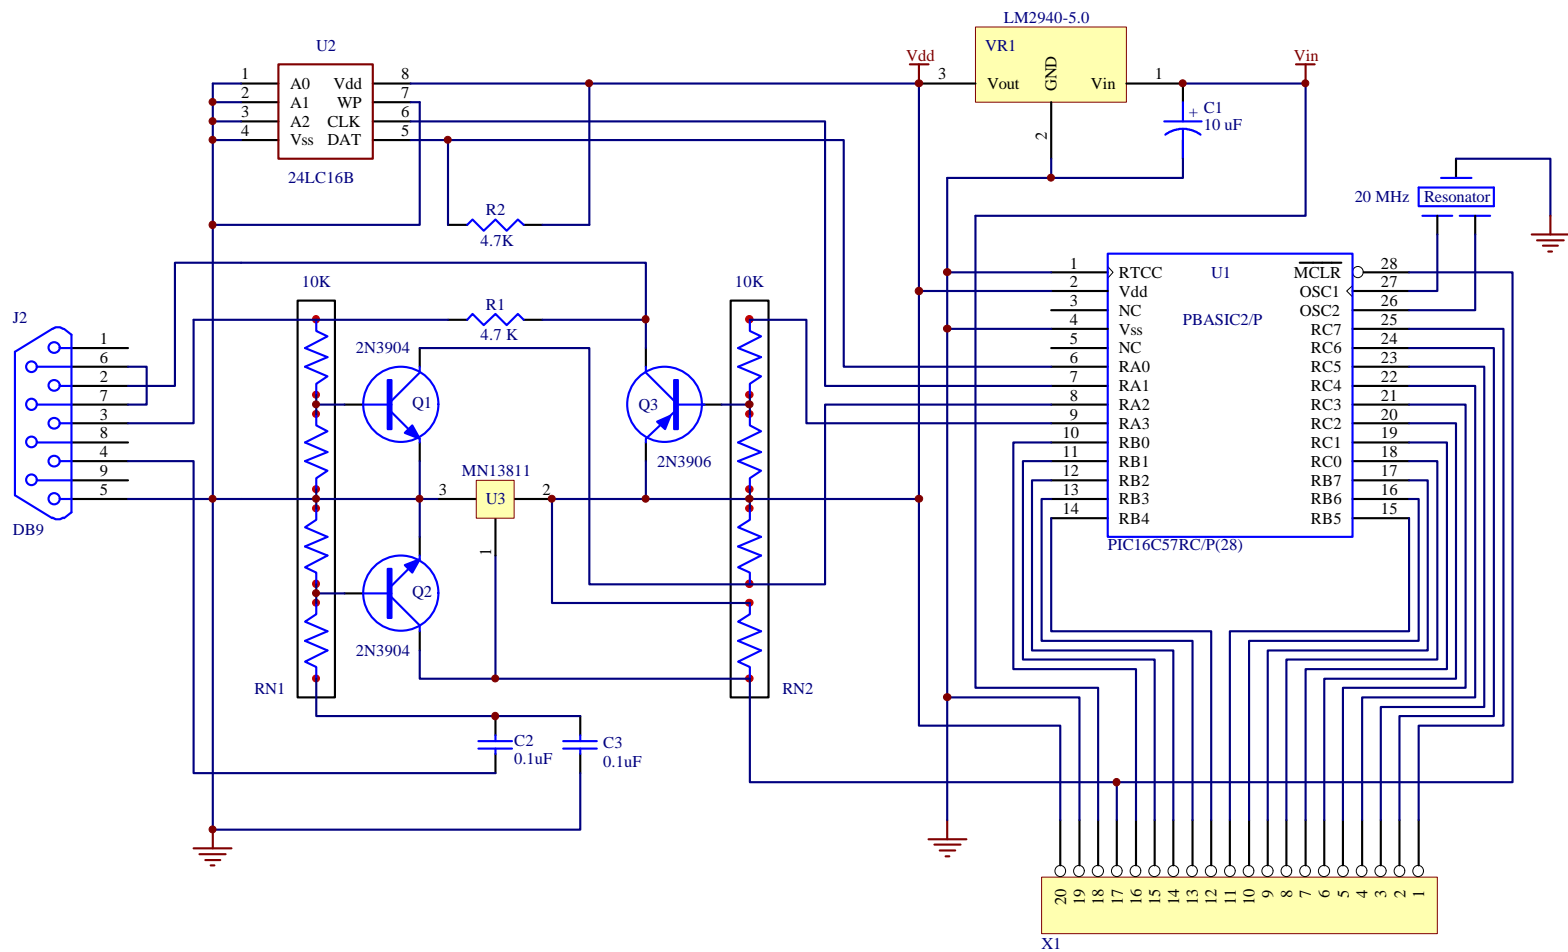 LM2940-5.0
U2
VR1
Vdd
Vin
3 Vout GND Vin 1
2
C1
+
10 uF
1 A0 Vdd 8
2 A1 WP 7
3 A2 CLK 6
4 Vss DAT 5
24LC16B
20 MHz Resonator
R2
4.7K
10K
R1
4.7 K
10K
J2
1
6
2
7
3
8
4
9
5
DB9
2N3904
Q1
Q3
2N3906
MN13811
3 U3 2
1
Q2
2N3904
RN1
RN2
C2
0.1uF
C3
0.1uF
U1
PBASIC2/P
1 RTCC MCLR 28
2 Vdd OSC1 27
3 NC OSC2 26
4 Vss RC7 25
5 NC RC6 24
6 RA0 RC5 23
7 RA1 RC4 22
8 RA2 RC3 21
9 RA3 RC2 20
10 RB0 RC1 19
11 RB1 RC0 18
12 RB2 RB7 17
13 RB3 RB6 16
14 RB4 RB5 15
PIC16C57RC/P(28)
20 19 18 17 16 15 14 13 12 11 10 9 8 7 6 5 4 3 2 1
X1